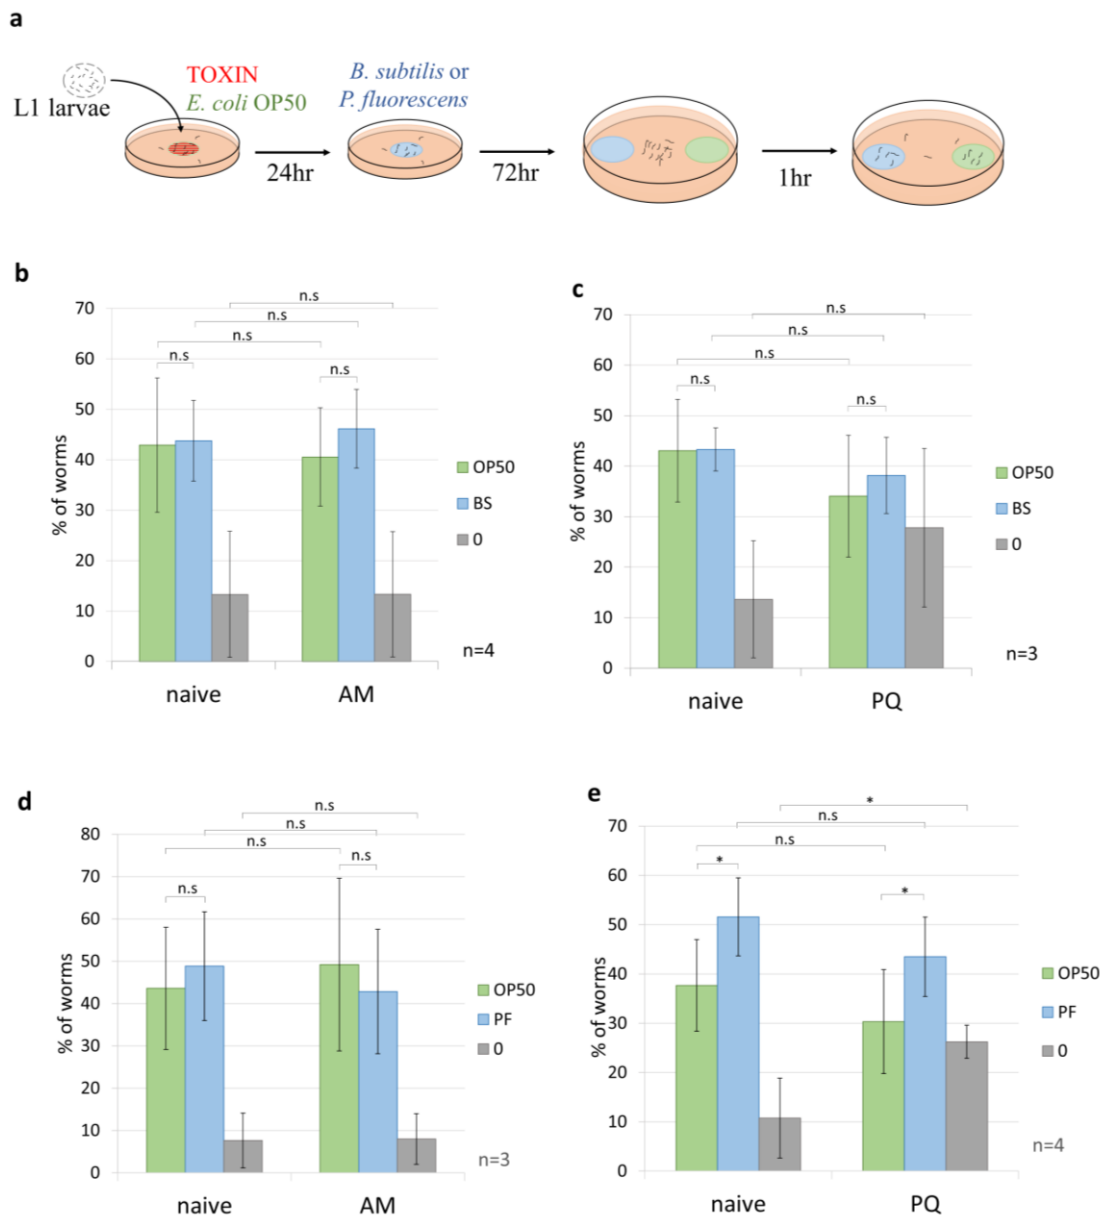 a
TOXIN
E. coli OP50
B. subtilis or
P. fluorescens
L1 larvae
24hr
72hr
1hr
b
n.s
n.s
n.s
n.s
n.s
70
60
50
40
30
20
10
0
% of worms
OP50
BS
0
n=4
naive
AM
c
n.s
n.s
n.s
n.s
n.s
70
60
50
40
30
20
10
0
% of worms
OP50
BS
0
n=3
naive
PQ
d
n.s
n.s
n.s
n.s
n.s
80
70
60
50
40
30
20
10
0
% of worms
OP50
PF
0
n=3
naive
AM
e
*
n.s
n.s
*
*
70
60
50
40
30
20
10
0
% of worms
OP50
PF
0
n=4
naive
PQ